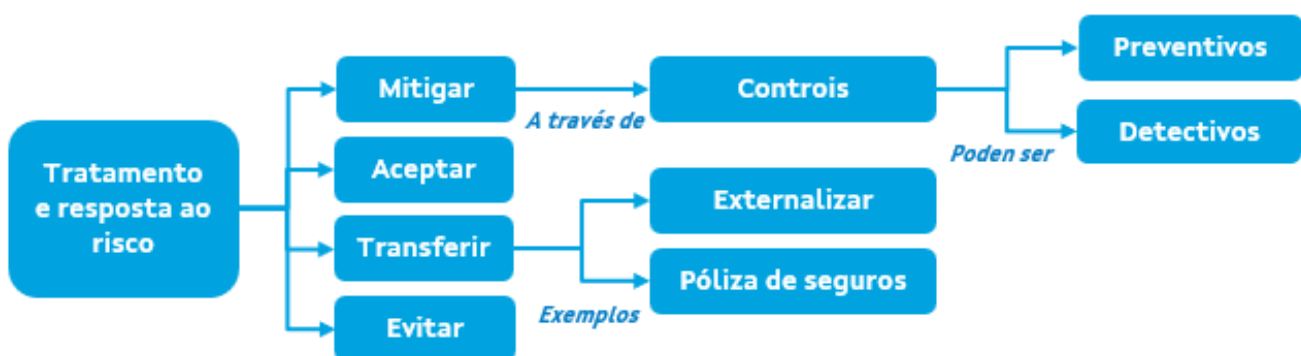 Tratamento
e resposta ao
risco
Mitigar
A través de
Controis
Poden ser
Preventivos
Detectivos
Aceptar
Transferir
Exemplos
Externalizar
Póliza de seguros
Evitar